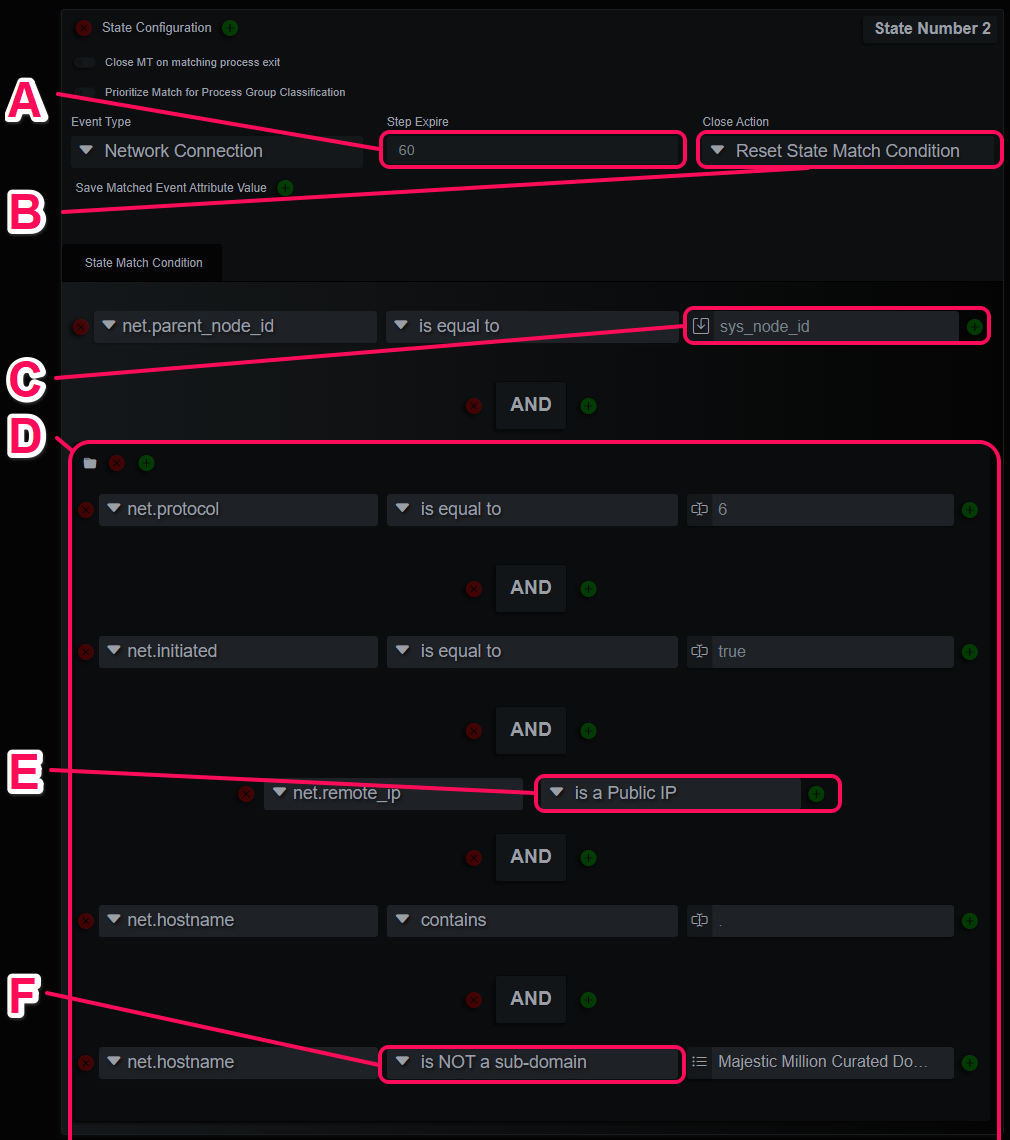 State Configuration
State Number 2
Close MT on matching process exit
A
Prioritize Match for Process Group Classification
Event Type
Step Expire
Close Action
Network Connection
60
Reset State Match Condition
B
Save Matched Event Attribute Value
State Match Condition
net.parent_node_id
is equal to
sys_node_id
C
AND
D
net.protocol
is equal to
6
AND
net.initiated
is equal to
true
AND
E
net.remote_ip
is a Public IP
AND
net.hostname
contains
.
F
AND
net.hostname
is NOT a sub-domain
Majestic Million Curated Do...